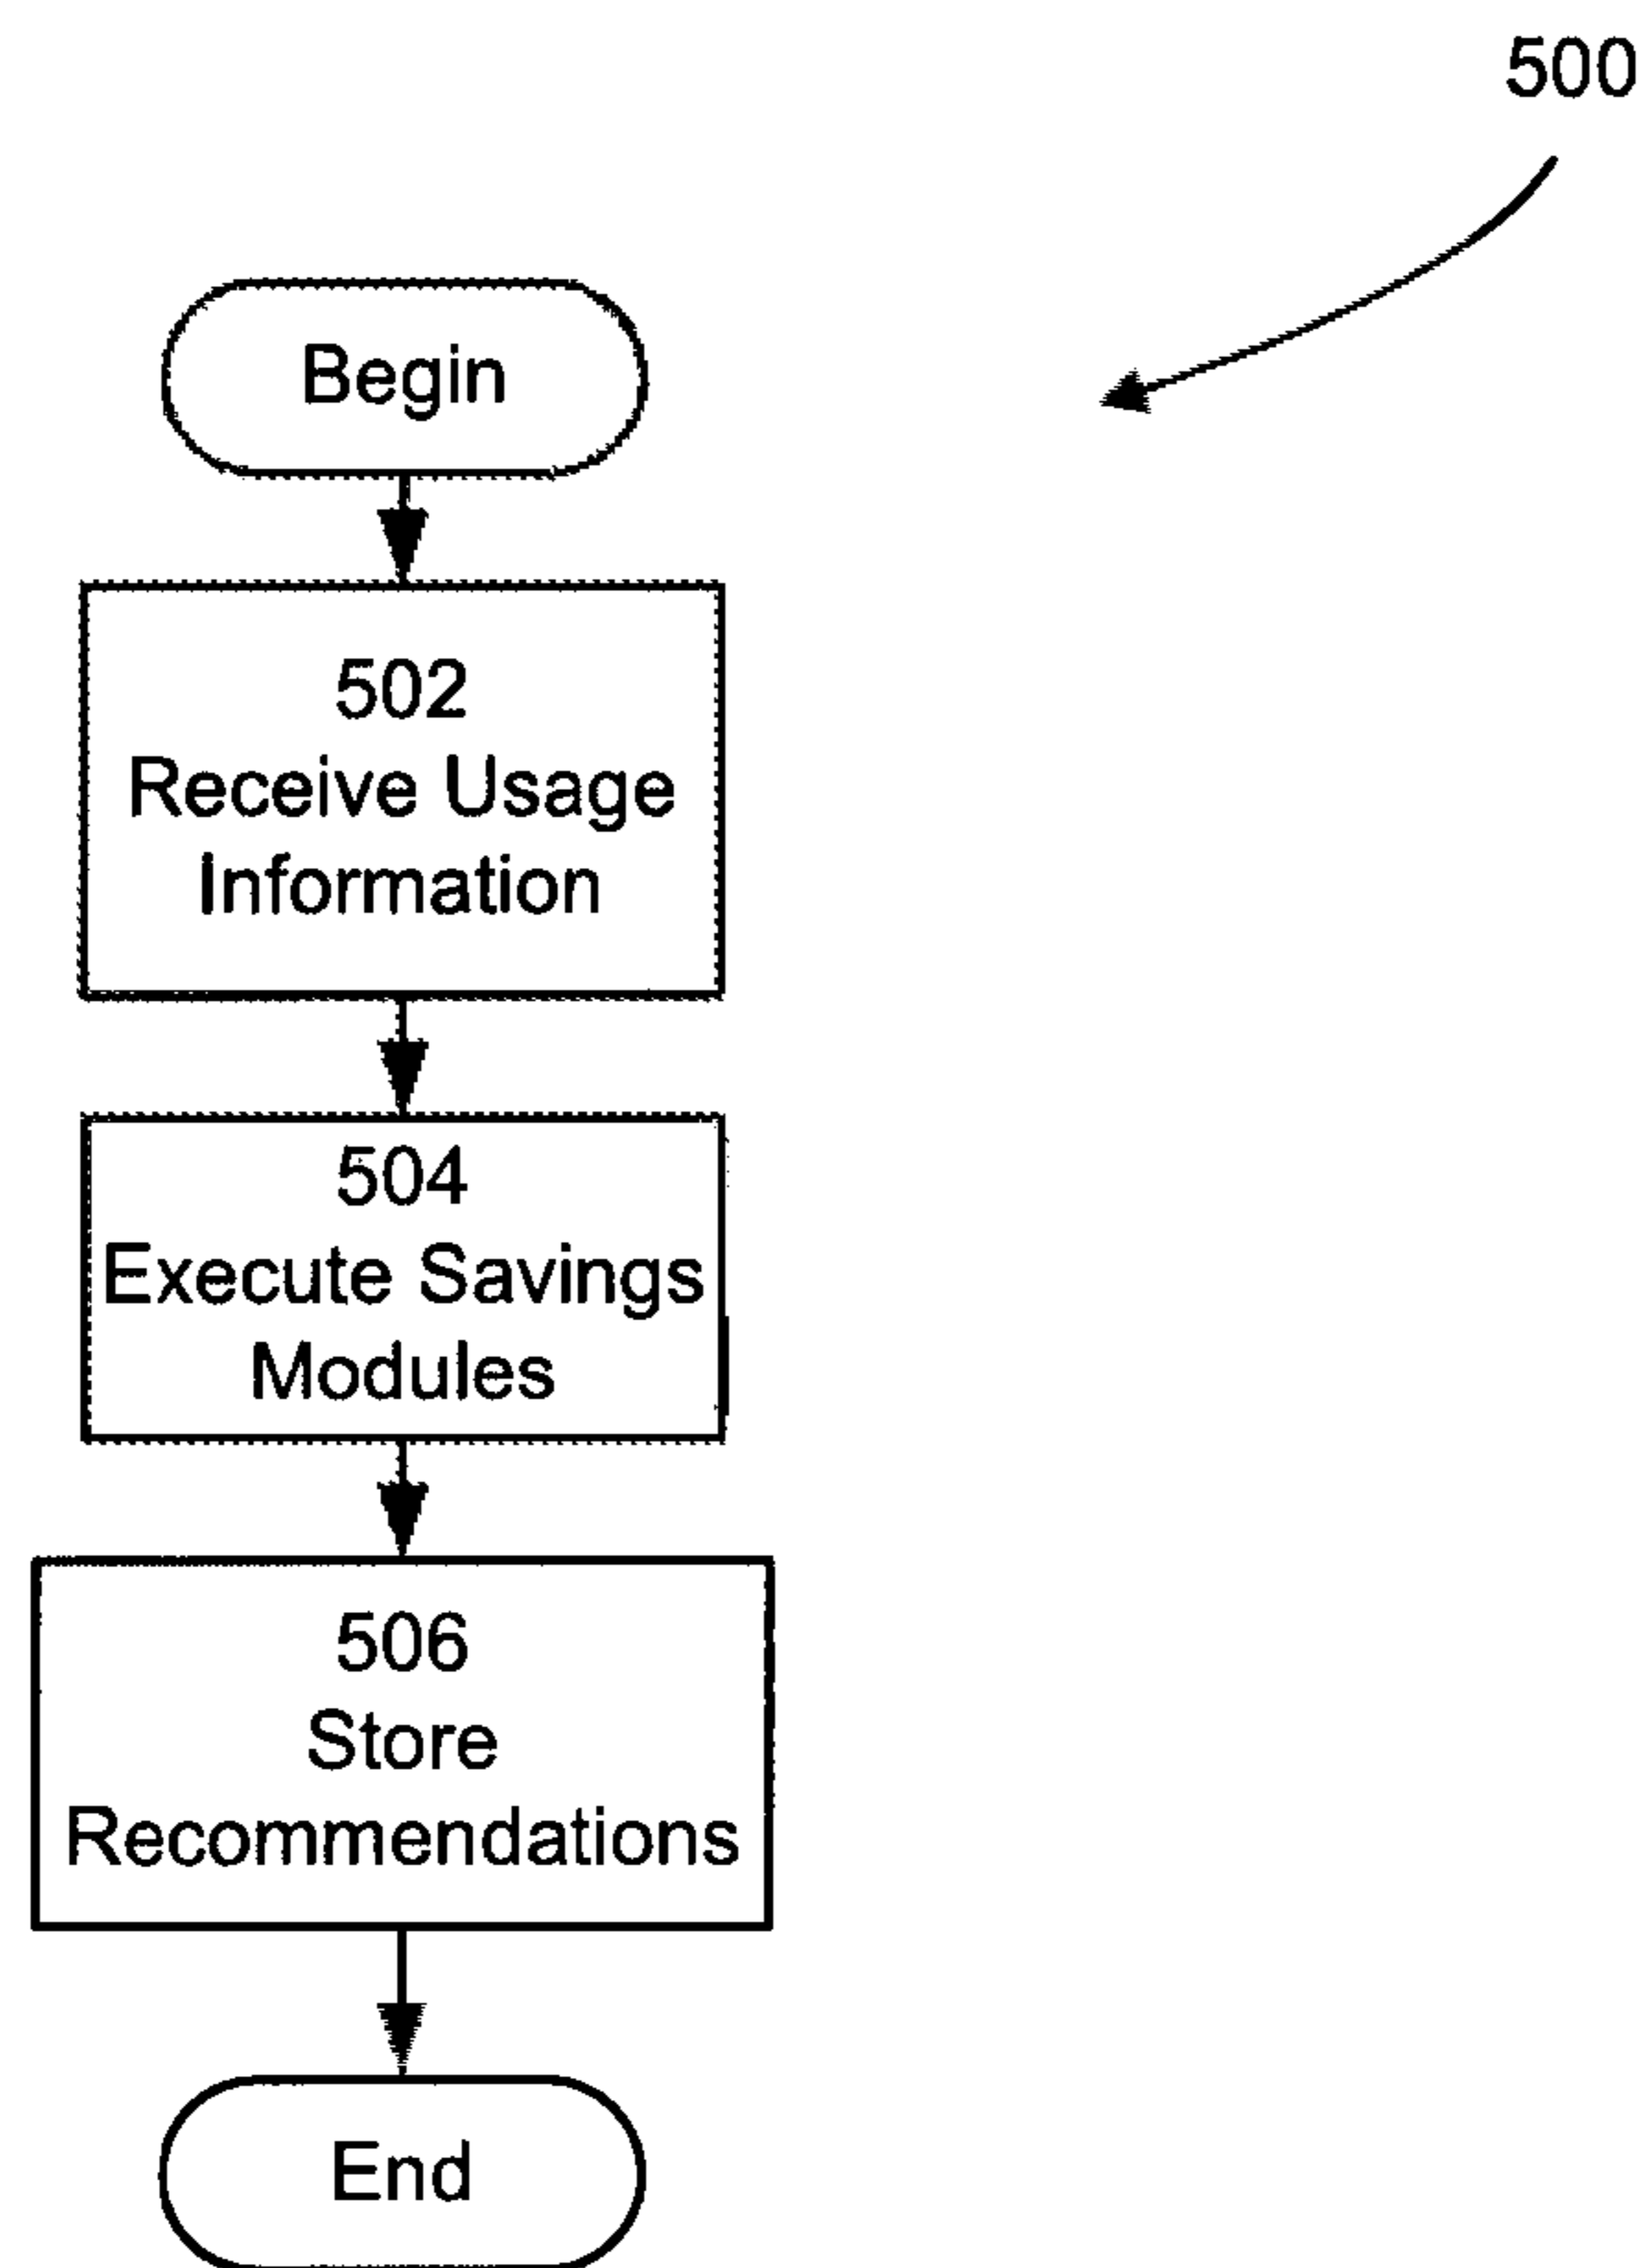 500
Begin
502
Receive Usage
Information
504
Execute Savings
Modules
506
Store
Recommendations
End